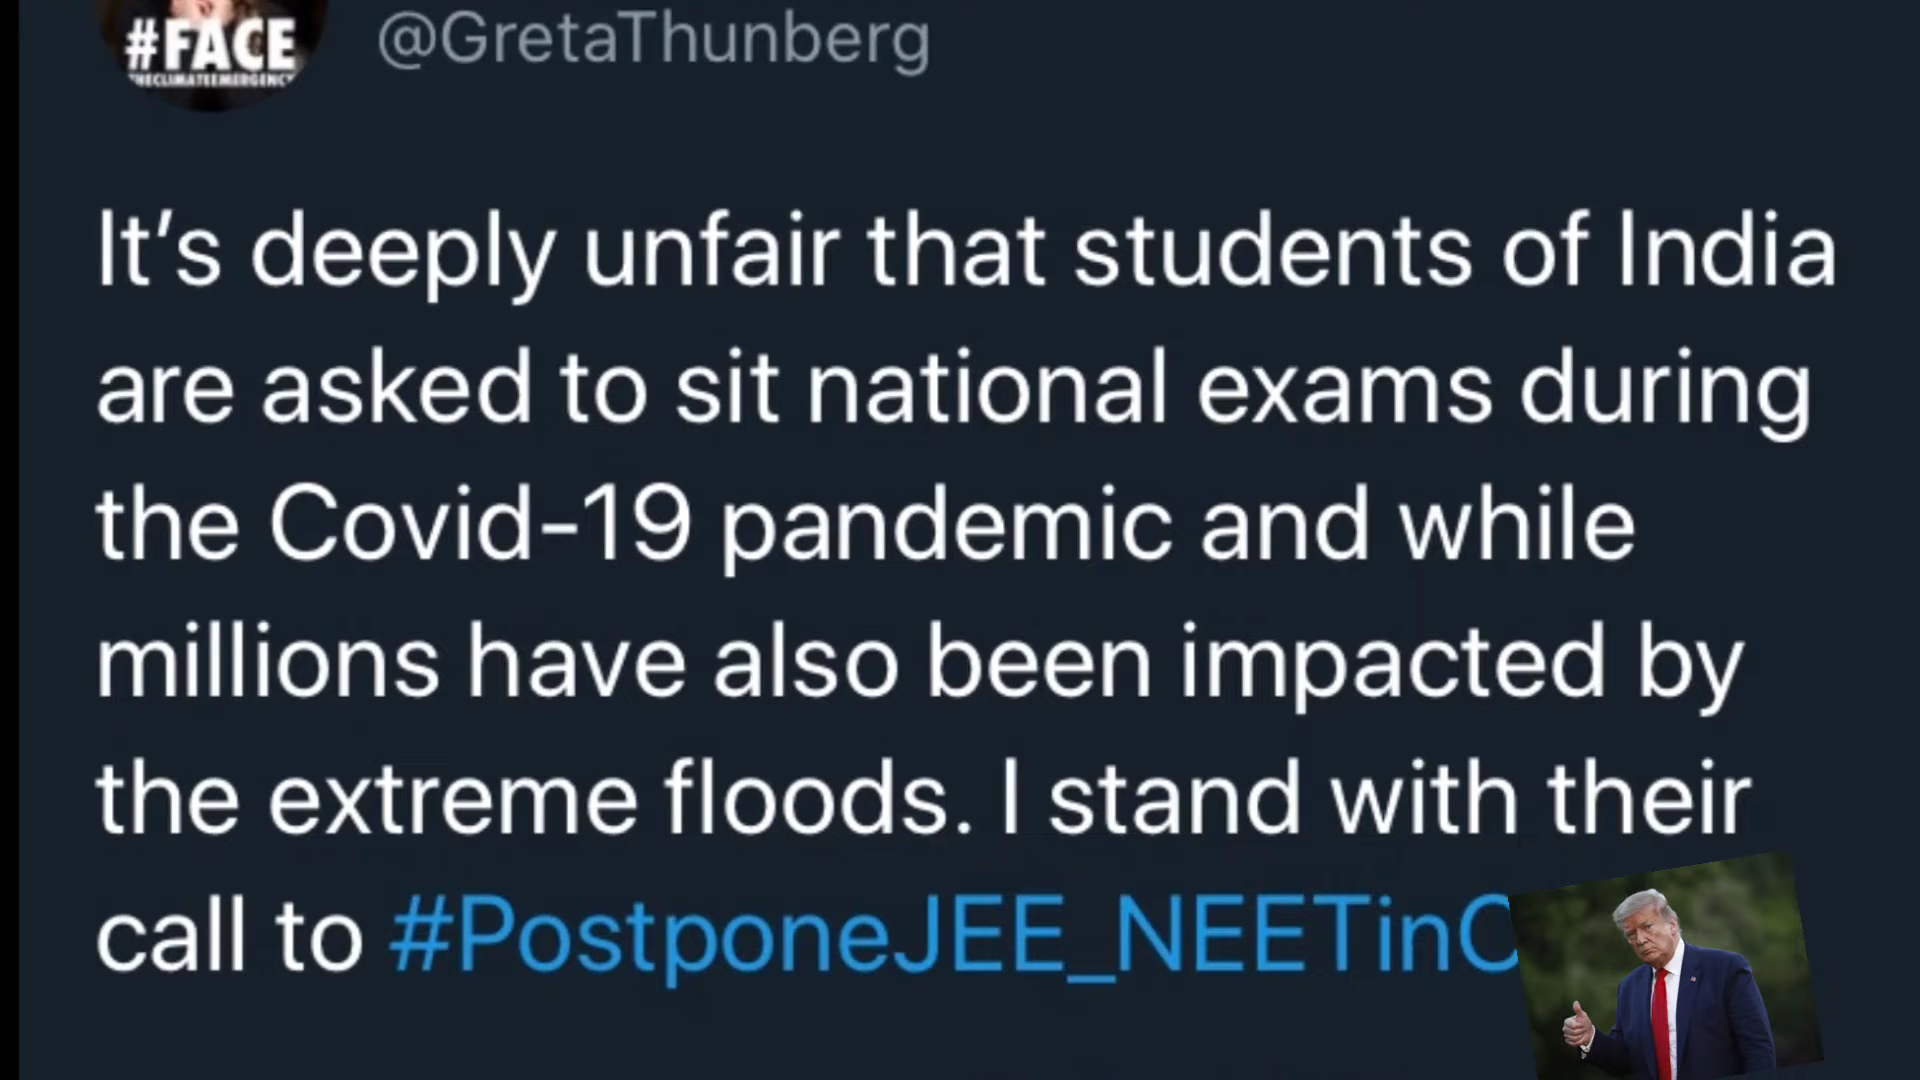 #FACE
THECLIMATEEMERGENCY
@GretaThunberg
It’s deeply unfair that students of India
are asked to sit national exams during
the Covid-19 pandemic and while
millions have also been impacted by
the extreme floods. I stand with their
call to #PostponeJEE_NEETinC